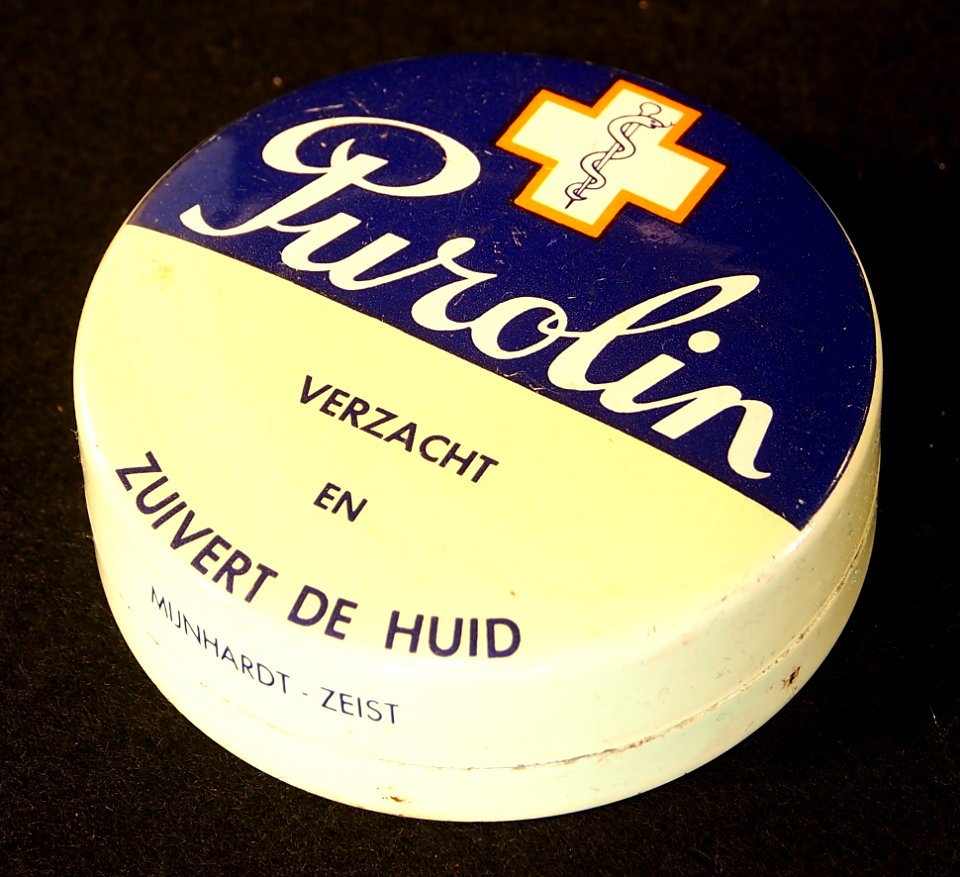 Purolin
VERZACHT
EN
ZUIVERT DE HUID
MIJNHARDT - ZEIST